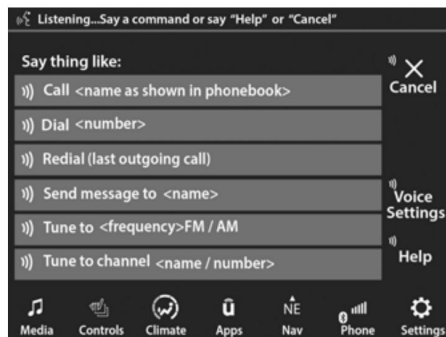 Listening...Say a command or say “Help” or “Cancel”
Say thing like:
Call <name as shown in phonebook>
Dial <number>
Redial (last outgoing call)
Send message to <name>
Tune to <frequency>FM / AM
Tune to channel <name / number>
Cancel
Voice
Settings
Help
NE
Media Controls Climate Apps Nav Phone Settings